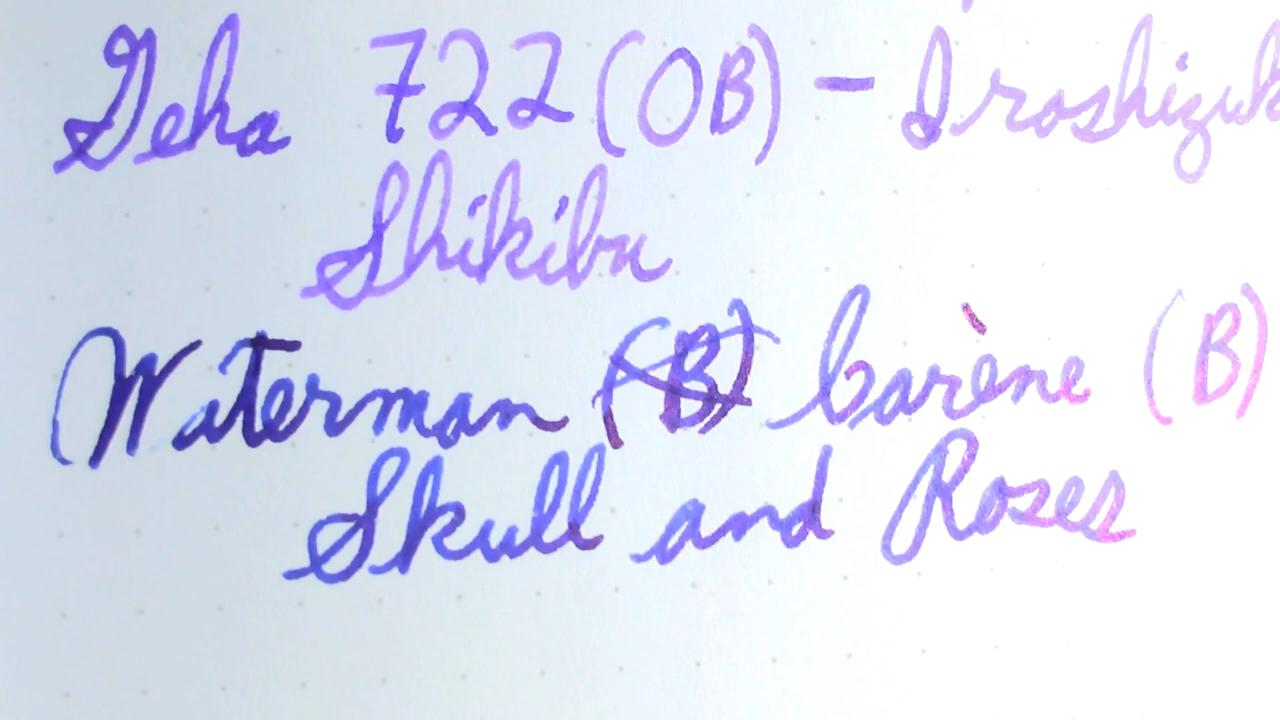 Geha 722 (OB) - Iroshizuk
Shikibu
Waterman (B) Carène (B)
Skull and Roses